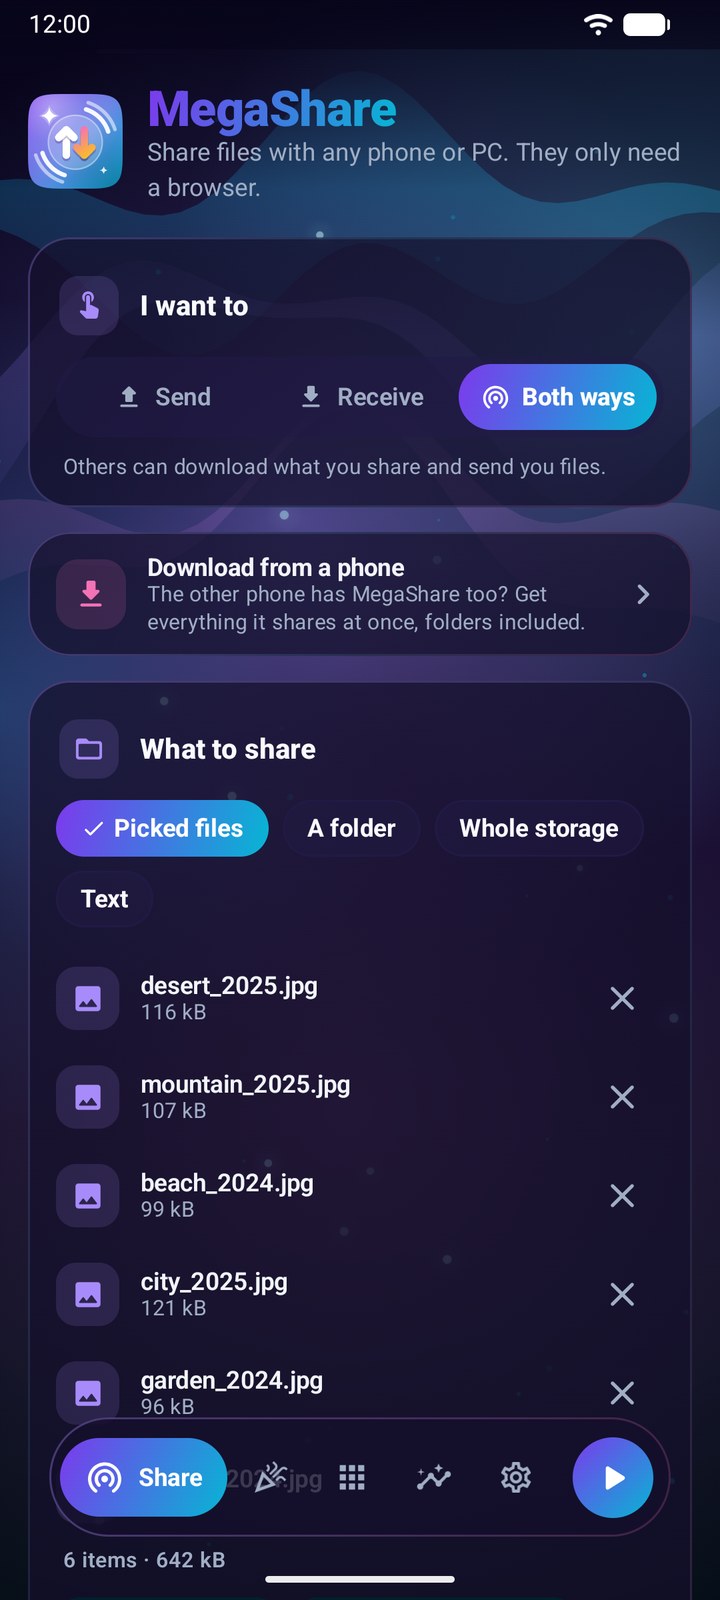 12:00
MegaShare
Share files with any phone or PC. They only need
a browser.
I want to
Send
Receive
Both ways
Others can download what you share and send you files.
Download from a phone
The other phone has MegaShare too? Get
everything it shares at once, folders included.
What to share
Picked files
A folder
Whole storage
Text
desert_2025.jpg
116 kB
mountain_2025.jpg
107 kB
beach_2024.jpg
99 kB
city_2025.jpg
121 kB
garden_2024.jpg
96 kB
Share
6 items · 642 kB